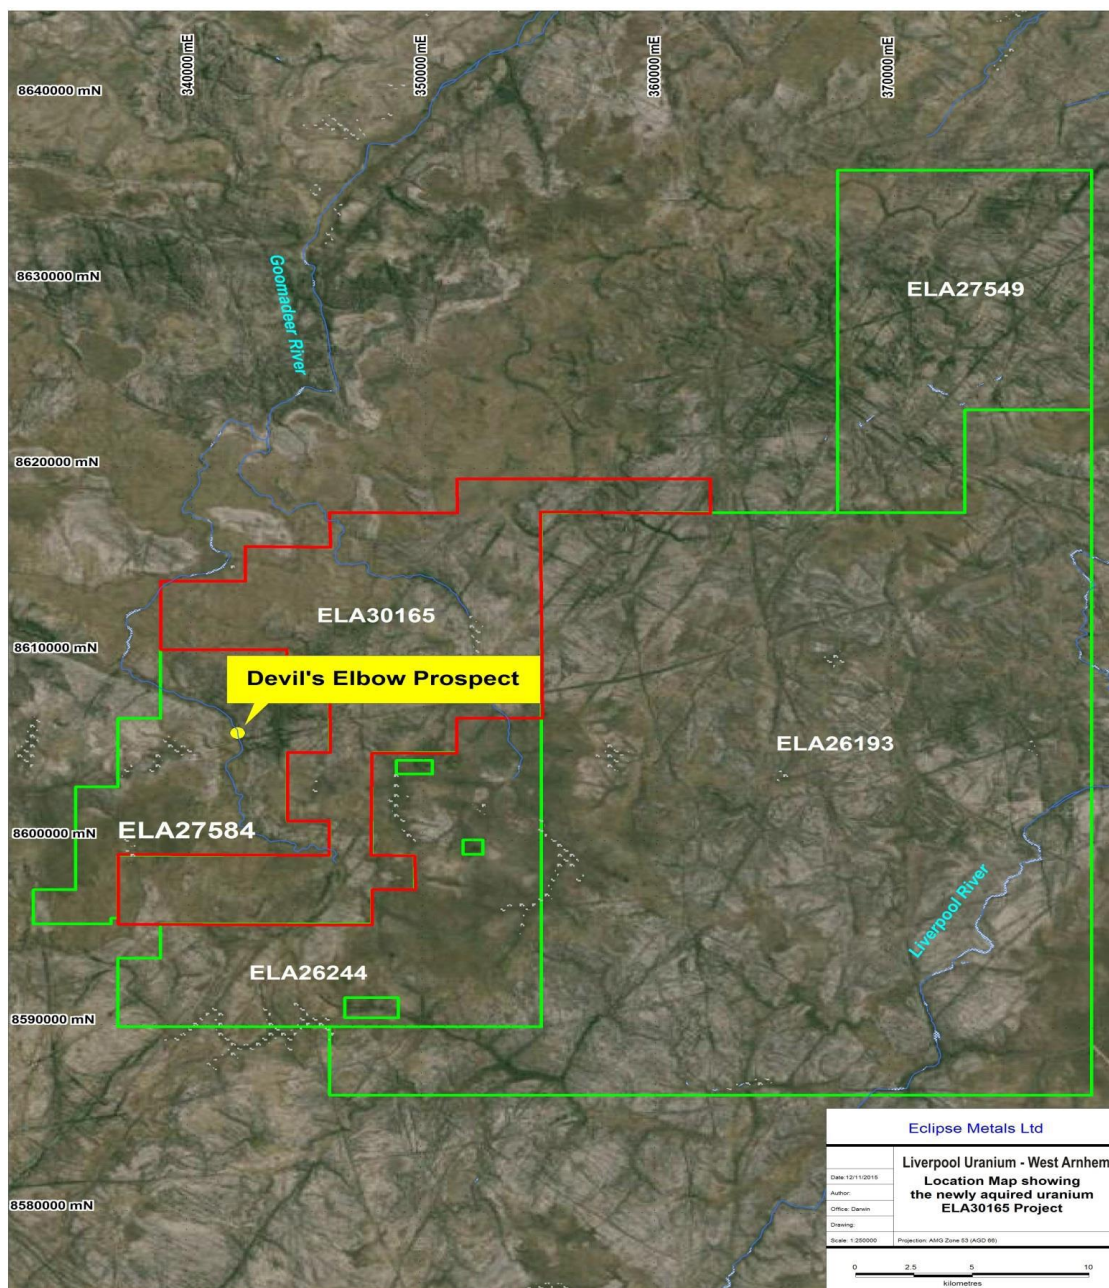 340000 mE
350000 mE
360000 mE
370000 mE
8640000 mN
8630000 mN
Goomadeer River
ELA27549
8620000 mN
ELA30165
8610000 mN
Devil's Elbow Prospect
ELA26193
8600000 mN
ELA27584
Liverpool River
ELA26244
8590000 mN
8580000 mN
Eclipse Metals Ltd
Liverpool Uranium - West Arnhem
Location Map showing
the newly aquired uranium
ELA30165 Project
Date:12/11/2015
Author:
Office: Darwin
Drawing:
Scale: 1:250000
Projection: AMG Zone 53 (AGD 66)
0 2.5 5 10
kilometres